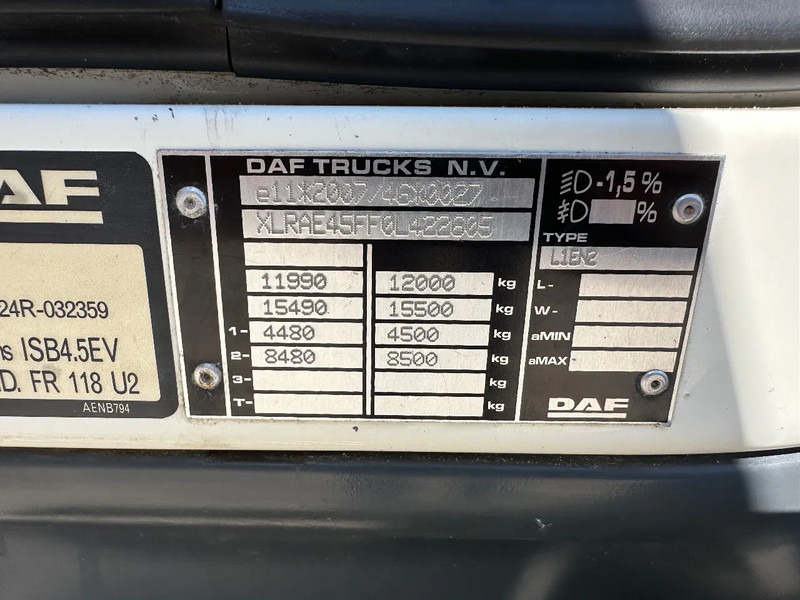 DAF
24R-032359
ns ISB4.5EV
D. FR 118 U2
AENB794
DAF TRUCKS N.V.
e11*2007/46*0027
XLRAE45FF0L422805
11990 12000 kg
15490 15500 kg
1- 4480 4500 kg
2- 8480 8500 kg
3- kg
T- kg
-1,5 %
%
TYPE
L1EN2
L-
W-
aMIN
aMAX
DAF